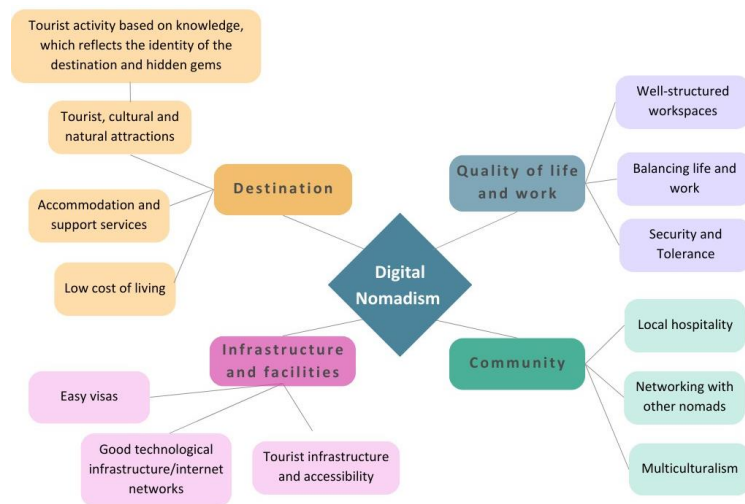 Tourist activity based on knowledge,
which reflects the identity of the
destination and hidden gems
Tourist, cultural and
natural attractions
Destination
Accommodation and
support services
Low cost of living
Quality of life
and work
Well-structured
workspaces
Balancing life and
work
Security and
Tolerance
Digital
Nomadism
Infrastructure
and facilities
Easy visas
Good technological
infrastructure/internet
networks
Tourist infrastructure
and accessibility
Community
Local hospitality
Networking with
other nomads
Multiculturalism